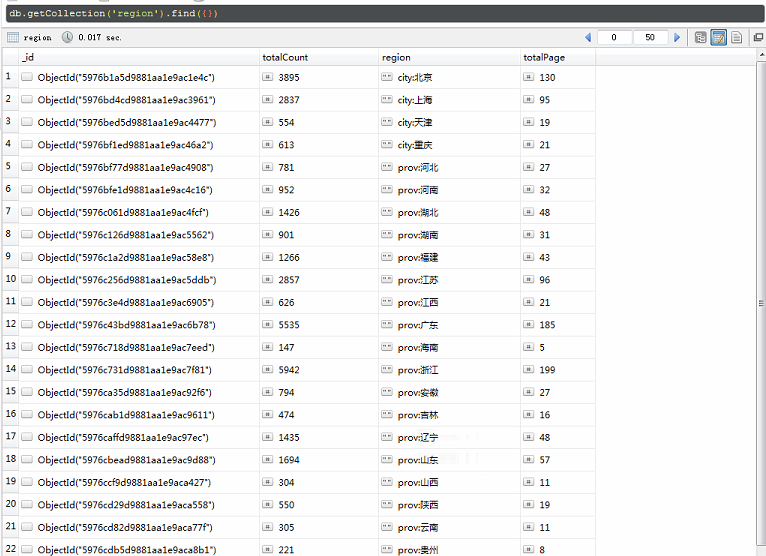 db.getCollection('region').find({})
region 0.017 sec. 0 50
_id totalCount region totalPage
1 ObjectId("5976b1a5d9881aa1e9ac1e4c") 3895 city:北京 130
2 ObjectId("5976bd4cd9881aa1e9ac3961") 2837 city:上海 95
3 ObjectId("5976bed5d9881aa1e9ac4477") 554 city:天津 19
4 ObjectId("5976bf1ed9881aa1e9ac46a2") 613 city:重庆 21
5 ObjectId("5976bf77d9881aa1e9ac4908") 781 prov:河北 27
6 ObjectId("5976bfe1d9881aa1e9ac4c16") 952 prov:河南 32
7 ObjectId("5976c061d9881aa1e9ac4fcf") 1426 prov:湖北 48
8 ObjectId("5976c126d9881aa1e9ac5562") 901 prov:湖南 31
9 ObjectId("5976c1a2d9881aa1e9ac58e8") 1266 prov:福建 43
10 ObjectId("5976c256d9881aa1e9ac5ddb") 2857 prov:江苏 96
11 ObjectId("5976c3e4d9881aa1e9ac6905") 626 prov:江西 21
12 ObjectId("5976c43bd9881aa1e9ac6b78") 5535 prov:广东 185
13 ObjectId("5976c718d9881aa1e9ac7eed") 147 prov:海南 5
14 ObjectId("5976c731d9881aa1e9ac7f81") 5942 prov:浙江 199
15 ObjectId("5976ca35d9881aa1e9ac92f6") 794 prov:安徽 27
16 ObjectId("5976cab1d9881aa1e9ac9611") 474 prov:吉林 16
17 ObjectId("5976caffd9881aa1e9ac97ec") 1435 prov:辽宁 48
18 ObjectId("5976cbead9881aa1e9ac9d88") 1694 prov:山东 57
19 ObjectId("5976ccf9d9881aa1e9aca427") 304 prov:山西 11
20 ObjectId("5976cd29d9881aa1e9aca558") 550 prov:陕西 19
21 ObjectId("5976cd82d9881aa1e9aca77f") 305 prov:云南 11
22 ObjectId("5976cdb5d9881aa1e9aca8b1") 221 prov:贵州 8